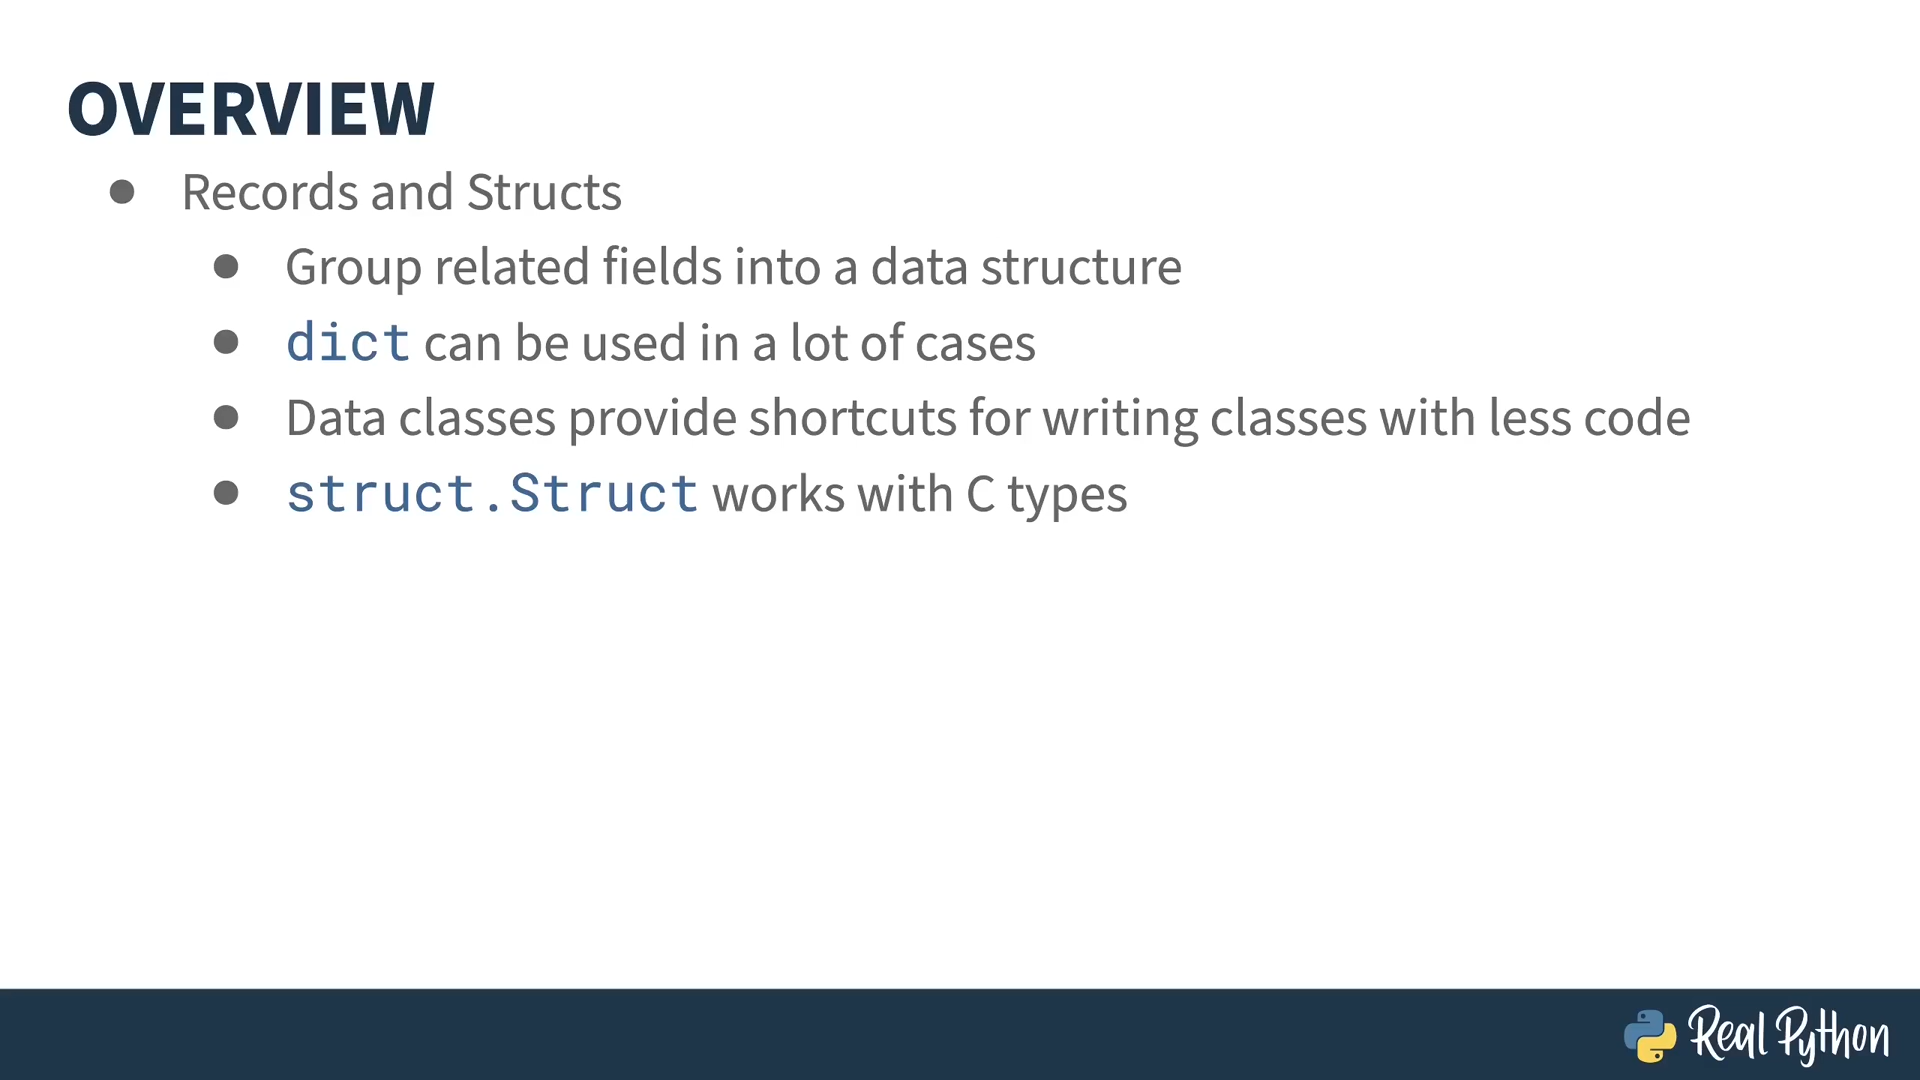 OVERVIEW
● Records and Structs
● Group related fields into a data structure
● dict can be used in a lot of cases
● Data classes provide shortcuts for writing classes with less code
● struct.Struct works with C types
Real Python